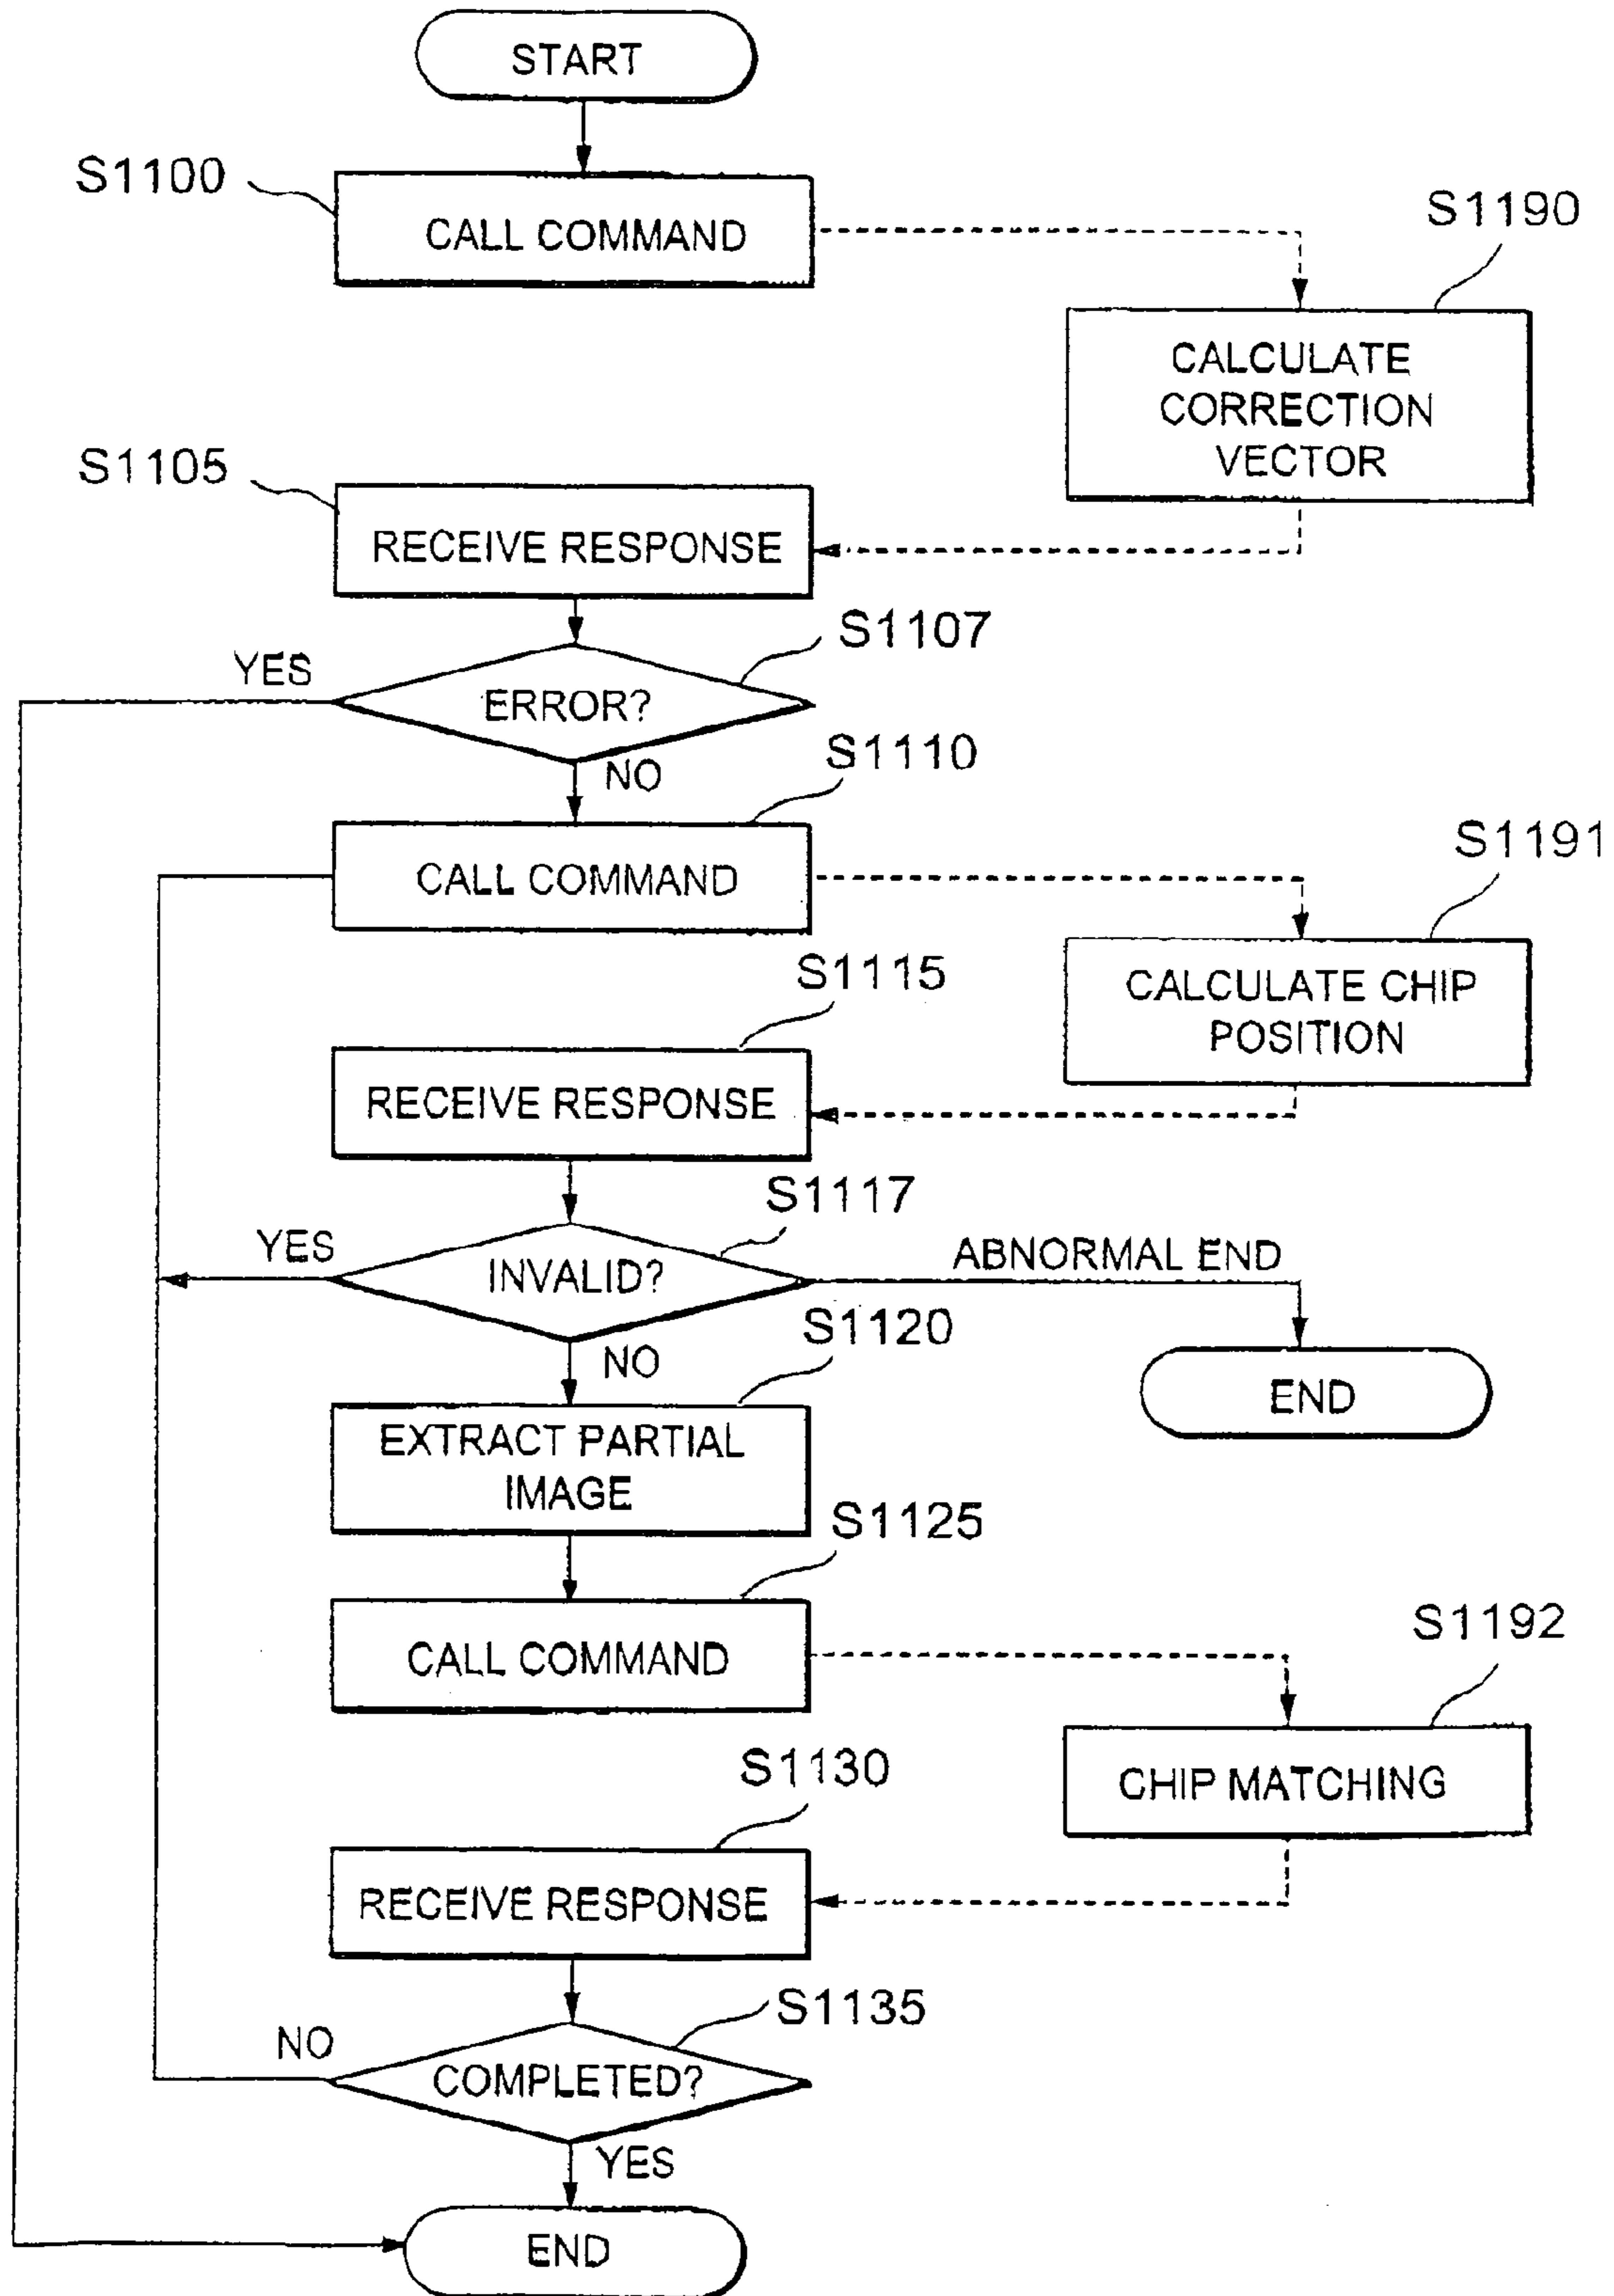 START
S1100
CALL COMMAND
S1190
CALCULATE
CORRECTION
VECTOR
S1105
RECEIVE RESPONSE
S1107
YES
ERROR?
NO
S1110
CALL COMMAND
S1191
CALCULATE CHIP
POSITION
S1115
RECEIVE RESPONSE
S1117
YES
INVALID?
ABNORMAL END
NO
S1120
END
EXTRACT PARTIAL
IMAGE
S1125
CALL COMMAND
S1192
CHIP MATCHING
S1130
RECEIVE RESPONSE
S1135
NO
COMPLETED?
YES
END